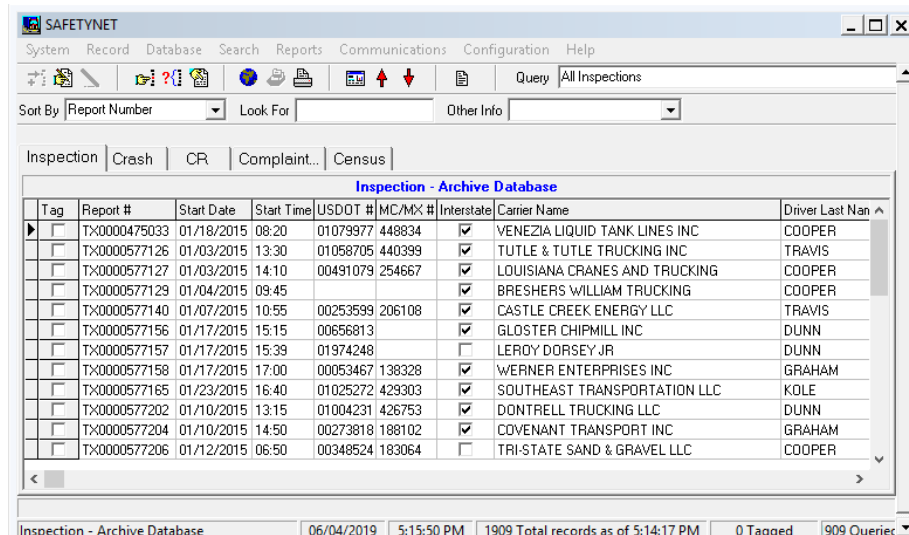 SAFETYNET
System Record Database Search Reports Communications Configuration Help
Query All Inspections
Sort By Report Number Look For Other Info
Inspection Crash CR Complaint... Census
Inspection - Archive Database
Tag Report # Start Date Start Time USDOT # MC/MX # Interstate Carrier Name Driver Last Nan
TX0000475033 01/18/2015 08:20 01079977 448834 VENEZIA LIQUID TANK LINES INC COOPER
TX0000577126 01/03/2015 13:30 01058705 440399 TUTLE & TUTLE TRUCKING INC TRAVIS
TX0000577127 01/03/2015 14:10 00491079 254667 LOUISIANA CRANES AND TRUCKING COOPER
TX0000577129 01/04/2015 09:45 BRESHERS WILLIAM TRUCKING COOPER
TX0000577140 01/07/2015 10:55 00253599 206108 CASTLE CREEK ENERGY LLC TRAVIS
TX0000577156 01/17/2015 15:15 00656813 GLOSTER CHIPMILL INC DUNN
TX0000577157 01/17/2015 15:39 01974248 LEROY DORSEY JR DUNN
TX0000577158 01/17/2015 17:00 00053467 138328 WERNER ENTERPRISES INC GRAHAM
TX0000577165 01/23/2015 16:40 01025272 429303 SOUTHEAST TRANSPORTATION LLC KOLE
TX0000577202 01/10/2015 13:15 01004231 426753 DONTRELL TRUCKING LLC DUNN
TX0000577204 01/10/2015 14:50 00273818 188102 COVENANT TRANSPORT INC GRAHAM
TX0000577206 01/12/2015 06:50 00348524 183064 TRI-STATE SAND & GRAVEL LLC COOPER
Inspection - Archive Database 06/04/2019 5:15:50 PM 1909 Total records as of 5:14:17 PM 0 Tagged 909 Queried